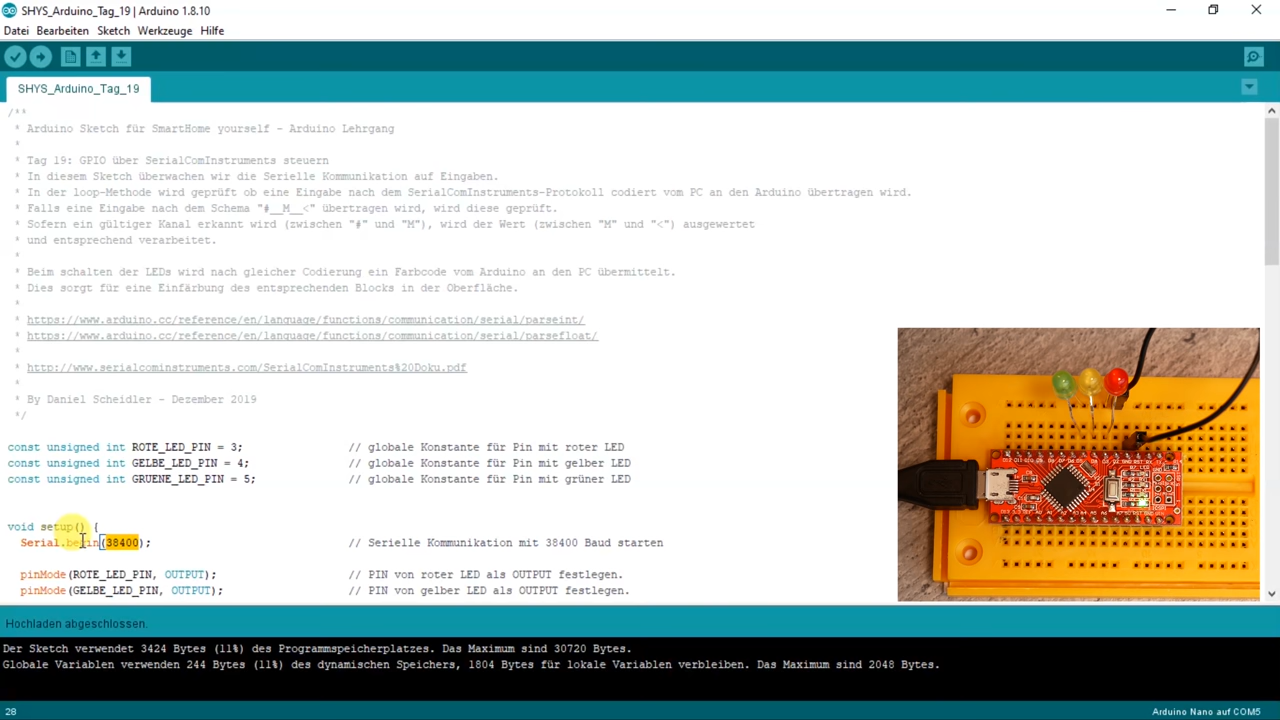 SHYS_Arduino_Tag_19 | Arduino 1.8.10
Datei Bearbeiten Sketch Werkzeuge Hilfe
SHYS_Arduino_Tag_19
/**
* Arduino Sketch für SmartHome yourself - Arduino Lehrgang
*
* Tag 19: GPIO über SerialComInstruments steuern
* In diesem Sketch überwachen wir die Serielle Kommunikation auf Eingaben.
* In der loop-Methode wird geprüft ob eine Eingabe nach dem SerialComInstruments-Protokoll codiert vom PC an den Arduino übertragen wird.
* Falls eine Eingabe nach dem Schema "#__M__<" übertragen wird, wird diese geprüft.
* Sofern ein gültiger Kanal erkannt wird (zwischen "#" und "M"), wird der Wert (zwischen "M" und "<") ausgewertet
* und entsprechend verarbeitet.
*
* Beim schalten der LEDs wird nach gleicher Codierung ein Farbcode vom Arduino an den PC übermittelt.
* Dies sorgt für eine Einfärbung des entsprechenden Blocks in der Oberfläche.
*
* https://www.arduino.cc/reference/en/language/functions/communication/serial/parseint/
* https://www.arduino.cc/reference/en/language/functions/communication/serial/parsefloat/
*
* http://www.serialcominstruments.com/SerialComInstruments%20Doku.pdf
*
* By Daniel Scheidler - Dezember 2019
*/
const unsigned int ROTE_LED_PIN = 3; // globale Konstante für Pin mit roter LED
const unsigned int GELBE_LED_PIN = 4; // globale Konstante für Pin mit gelber LED
const unsigned int GRUENE_LED_PIN = 5; // globale Konstante für Pin mit grüner LED
void setup() {
Serial.begin(38400); // Serielle Kommunikation mit 38400 Baud starten
pinMode(ROTE_LED_PIN, OUTPUT); // PIN von roter LED als OUTPUT festlegen.
pinMode(GELBE_LED_PIN, OUTPUT); // PIN von gelber LED als OUTPUT festlegen.
Hochladen abgeschlossen.
Der Sketch verwendet 3424 Bytes (11%) des Programmspeicherplatzes. Das Maximum sind 30720 Bytes.
Globale Variablen verwenden 244 Bytes (11%) des dynamischen Speichers, 1804 Bytes für lokale Variablen verbleiben. Das Maximum sind 2048 Bytes.
28
Arduino Nano auf COM5